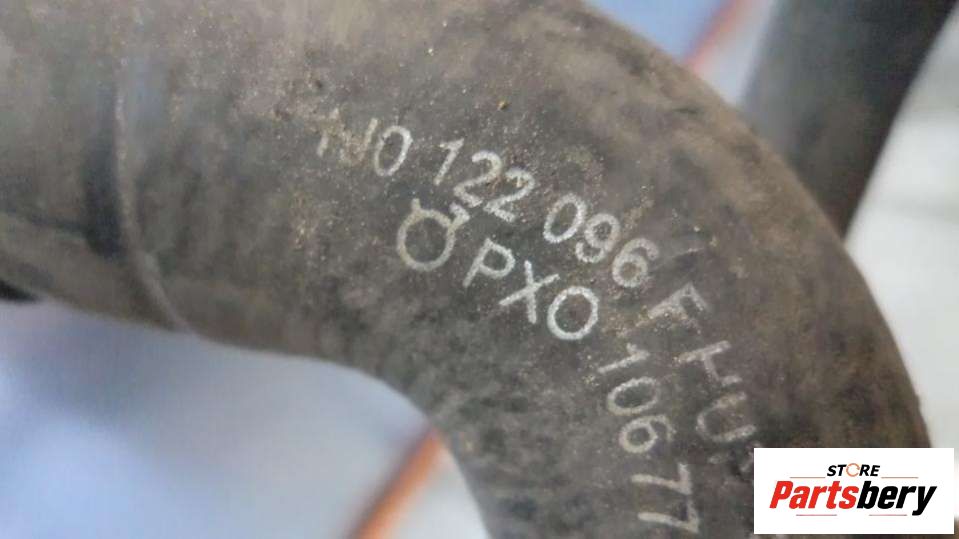 1J0 122 096 F
PXO 10677
STORE
Partsbery